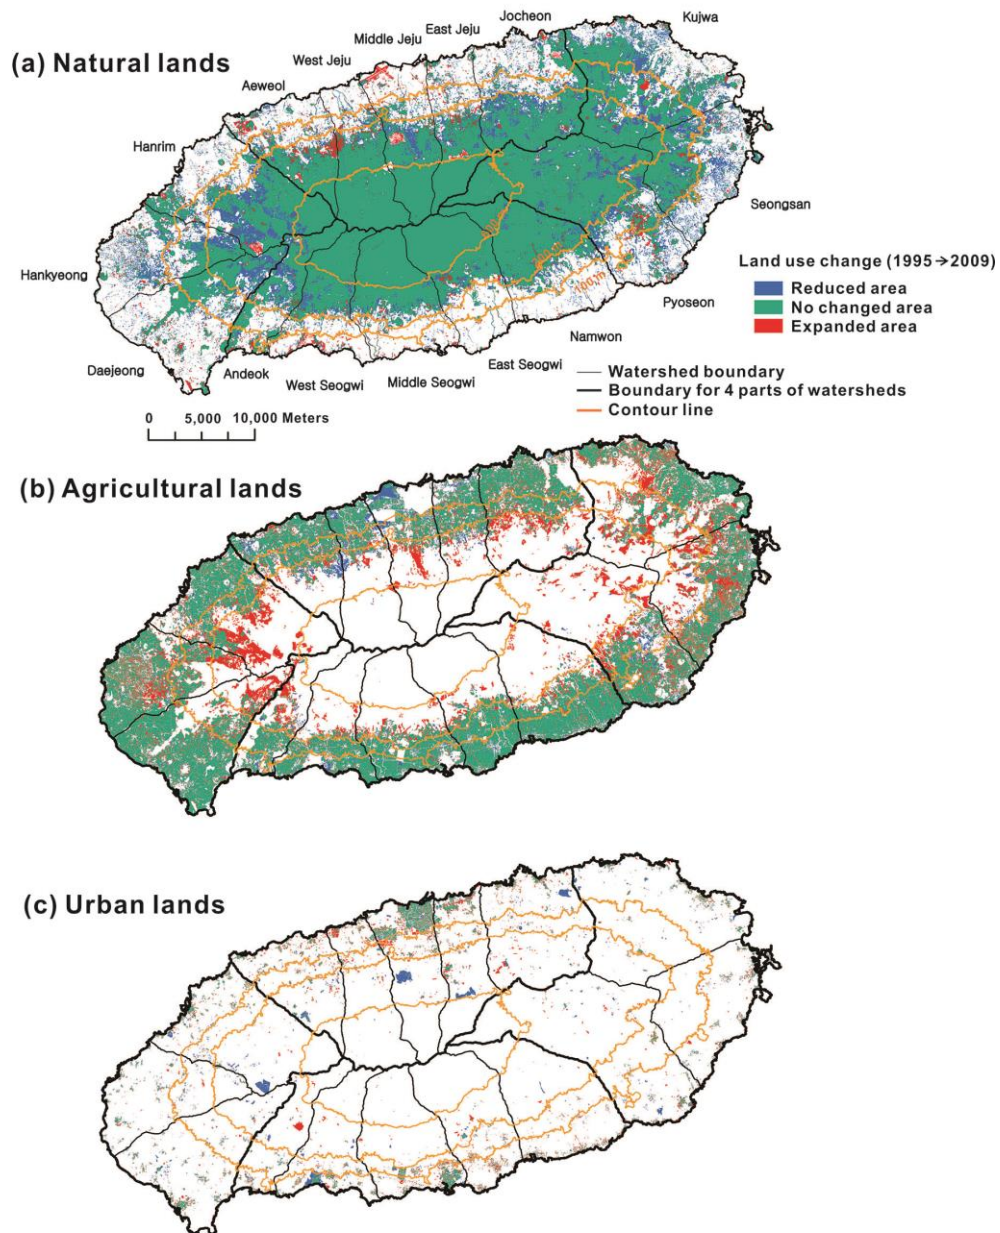 Kujwa
Jocheon
East Jeju
Middle Jeju
West Jeju
(a) Natural lands
Aeweol
Hanrim
Seongsan
Hankyeong
Land use change (1995→2009)
Reduced area
No changed area
Expanded area
Pyoseon
Namwon
East Seogwi
Middle Seogwi
West Seogwi
Andeok
Daejeong
Watershed boundary
Boundary for 4 parts of watersheds
Contour line
0 5,000 10,000 Meters
(b) Agricultural lands
(c) Urban lands